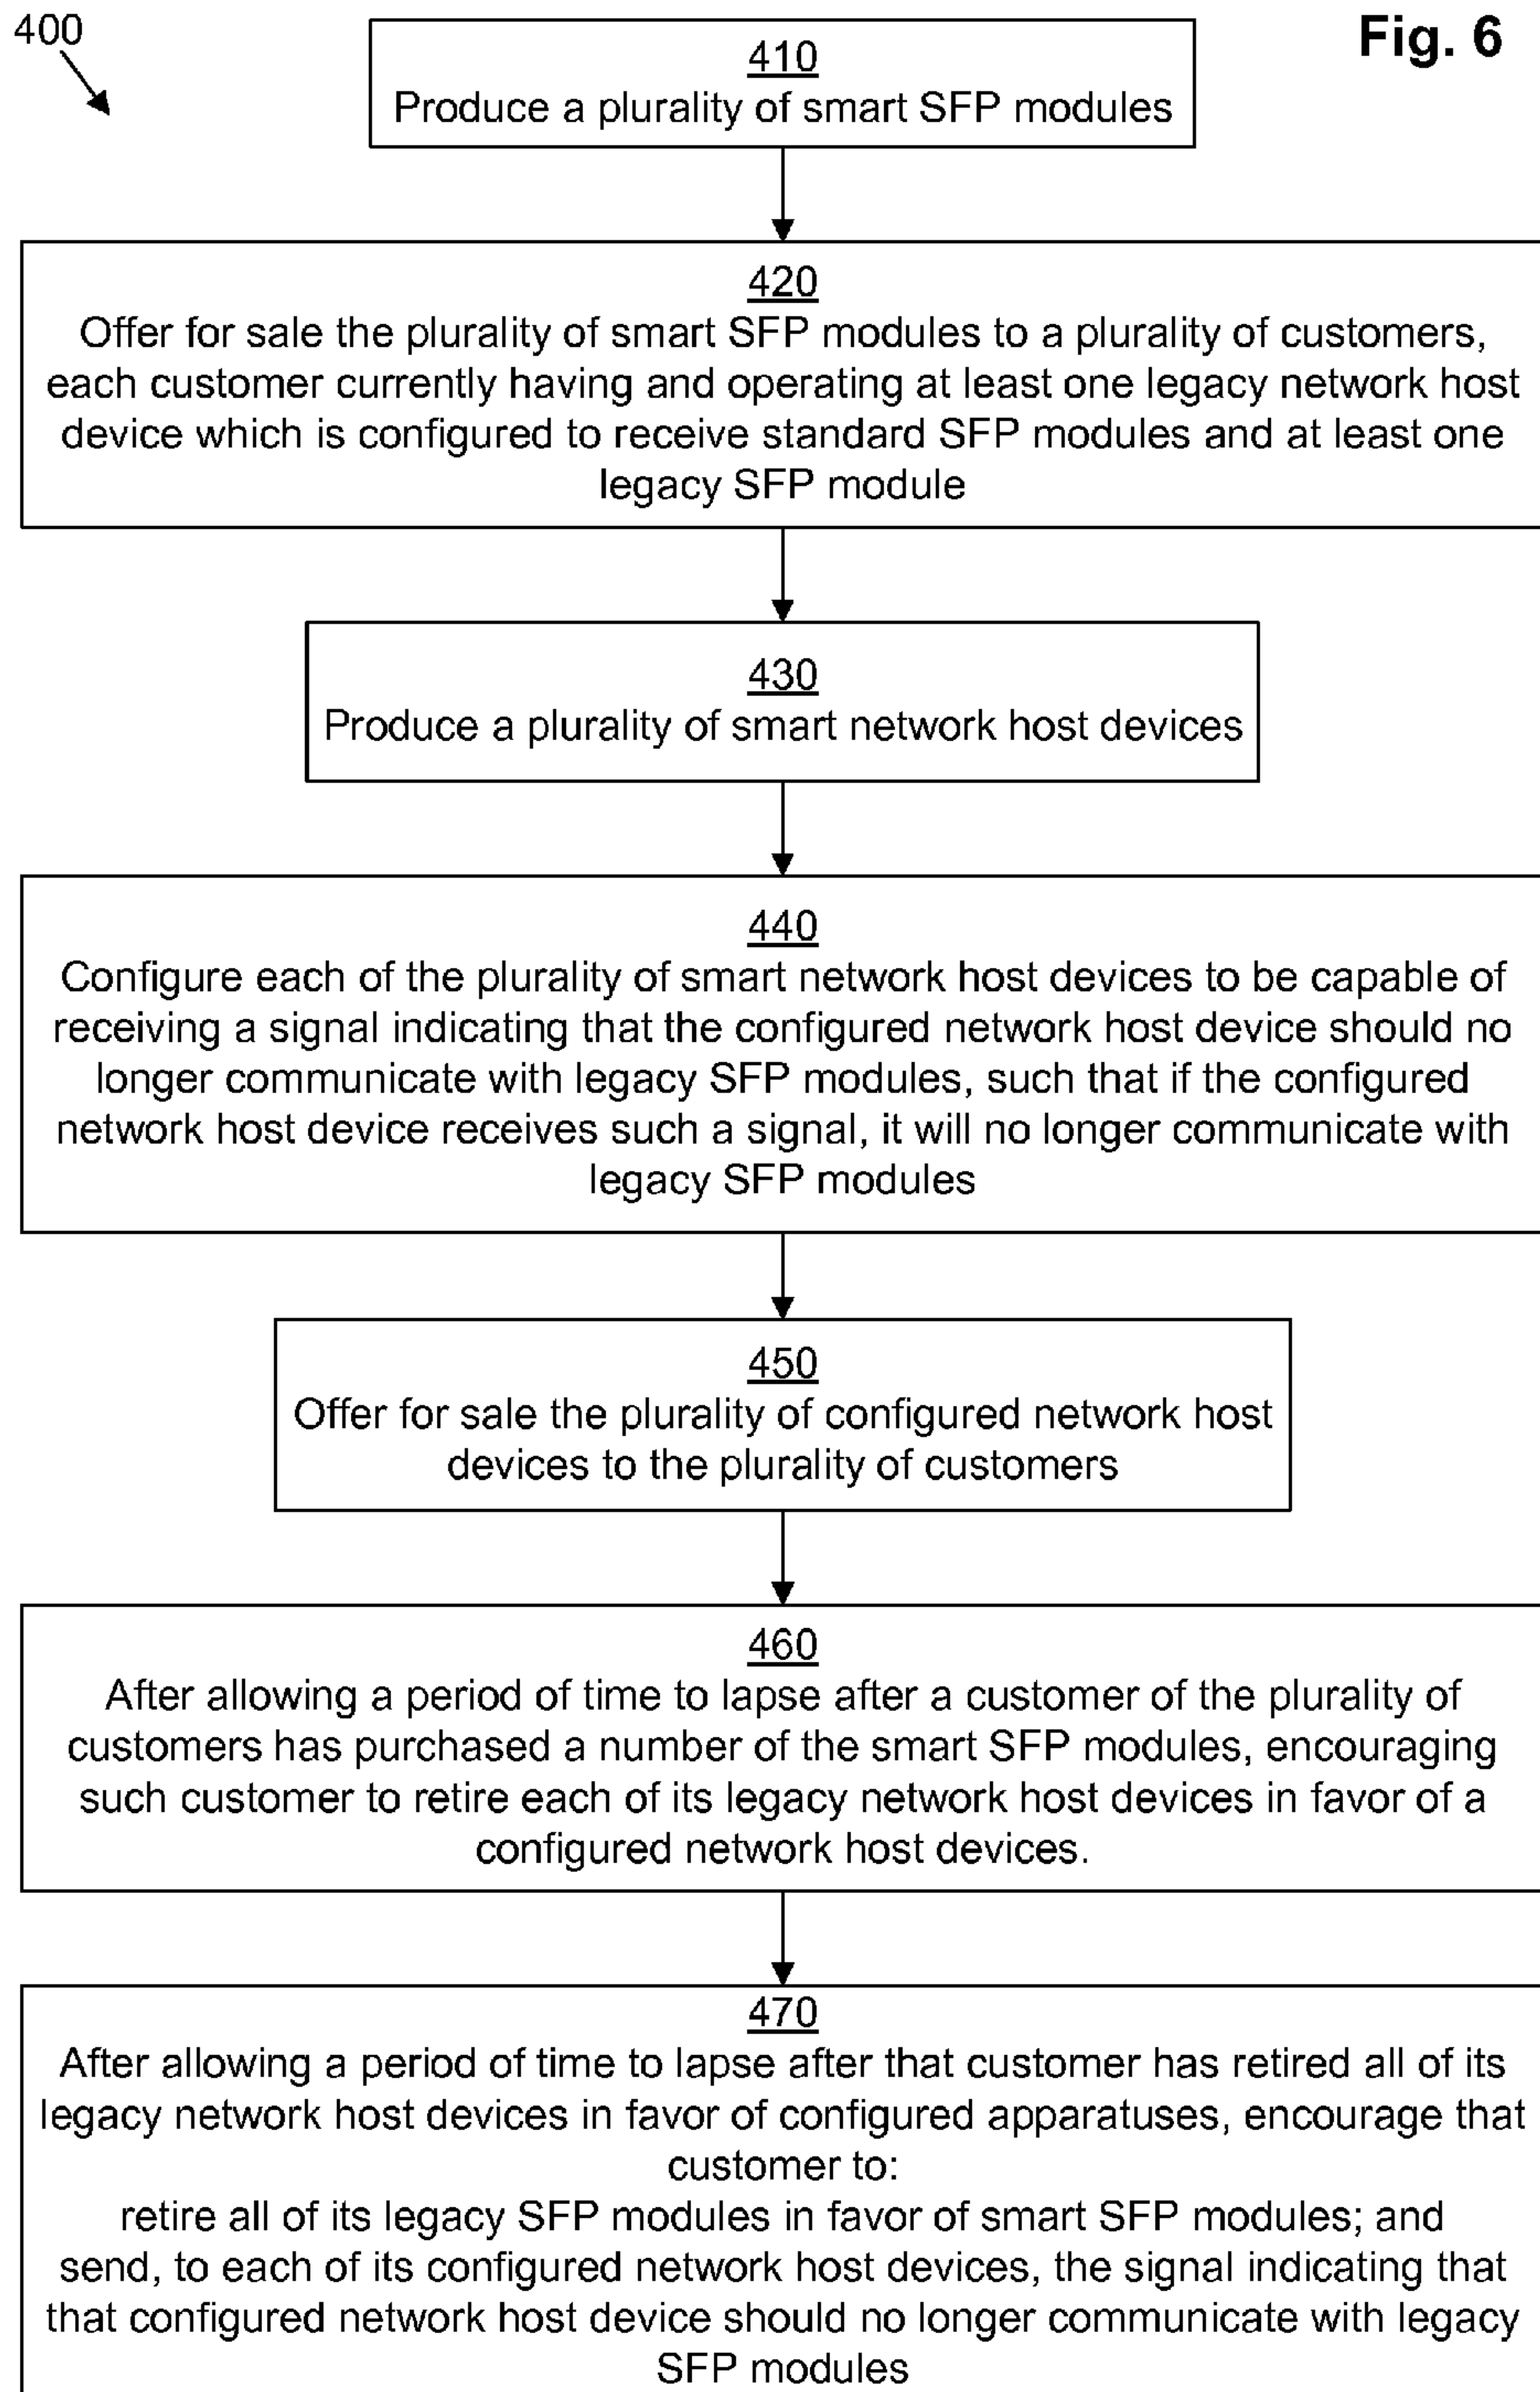 400
Fig. 6
410
Produce a plurality of smart SFP modules
420
Offer for sale the plurality of smart SFP modules to a plurality of customers,
each customer currently having and operating at least one legacy network host
device which is configured to receive standard SFP modules and at least one
legacy SFP module
430
Produce a plurality of smart network host devices
440
Configure each of the plurality of smart network host devices to be capable of
receiving a signal indicating that the configured network host device should no
longer communicate with legacy SFP modules, such that if the configured
network host device receives such a signal, it will no longer communicate with
legacy SFP modules
450
Offer for sale the plurality of configured network host
devices to the plurality of customers
460
After allowing a period of time to lapse after a customer of the plurality of
customers has purchased a number of the smart SFP modules, encouraging
such customer to retire each of its legacy network host devices in favor of a
configured network host devices.
470
After allowing a period of time to lapse after that customer has retired all of its
legacy network host devices in favor of configured apparatuses, encourage that
customer to:
retire all of its legacy SFP modules in favor of smart SFP modules; and
send, to each of its configured network host devices, the signal indicating that
that configured network host device should no longer communicate with legacy
SFP modules